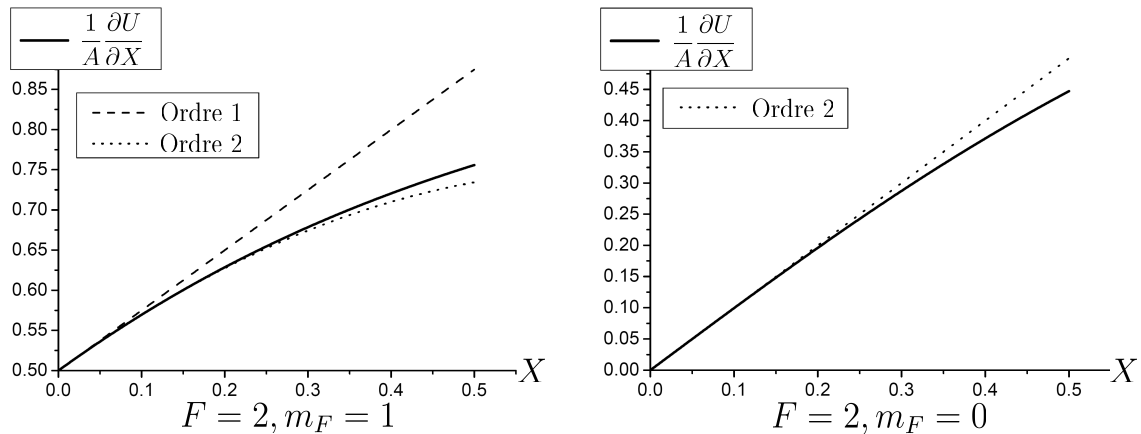 1/A ∂U/∂X
Ordre 1
Ordre 2
0.85
0.80
0.75
0.70
0.65
0.60
0.55
0.50
0.0 0.1 0.2 0.3 0.4 0.5
X
F = 2, m_F = 1
1/A ∂U/∂X
Ordre 2
0.45
0.40
0.35
0.30
0.25
0.20
0.15
0.10
0.05
0.00
0.0 0.1 0.2 0.3 0.4 0.5
X
F = 2, m_F = 0